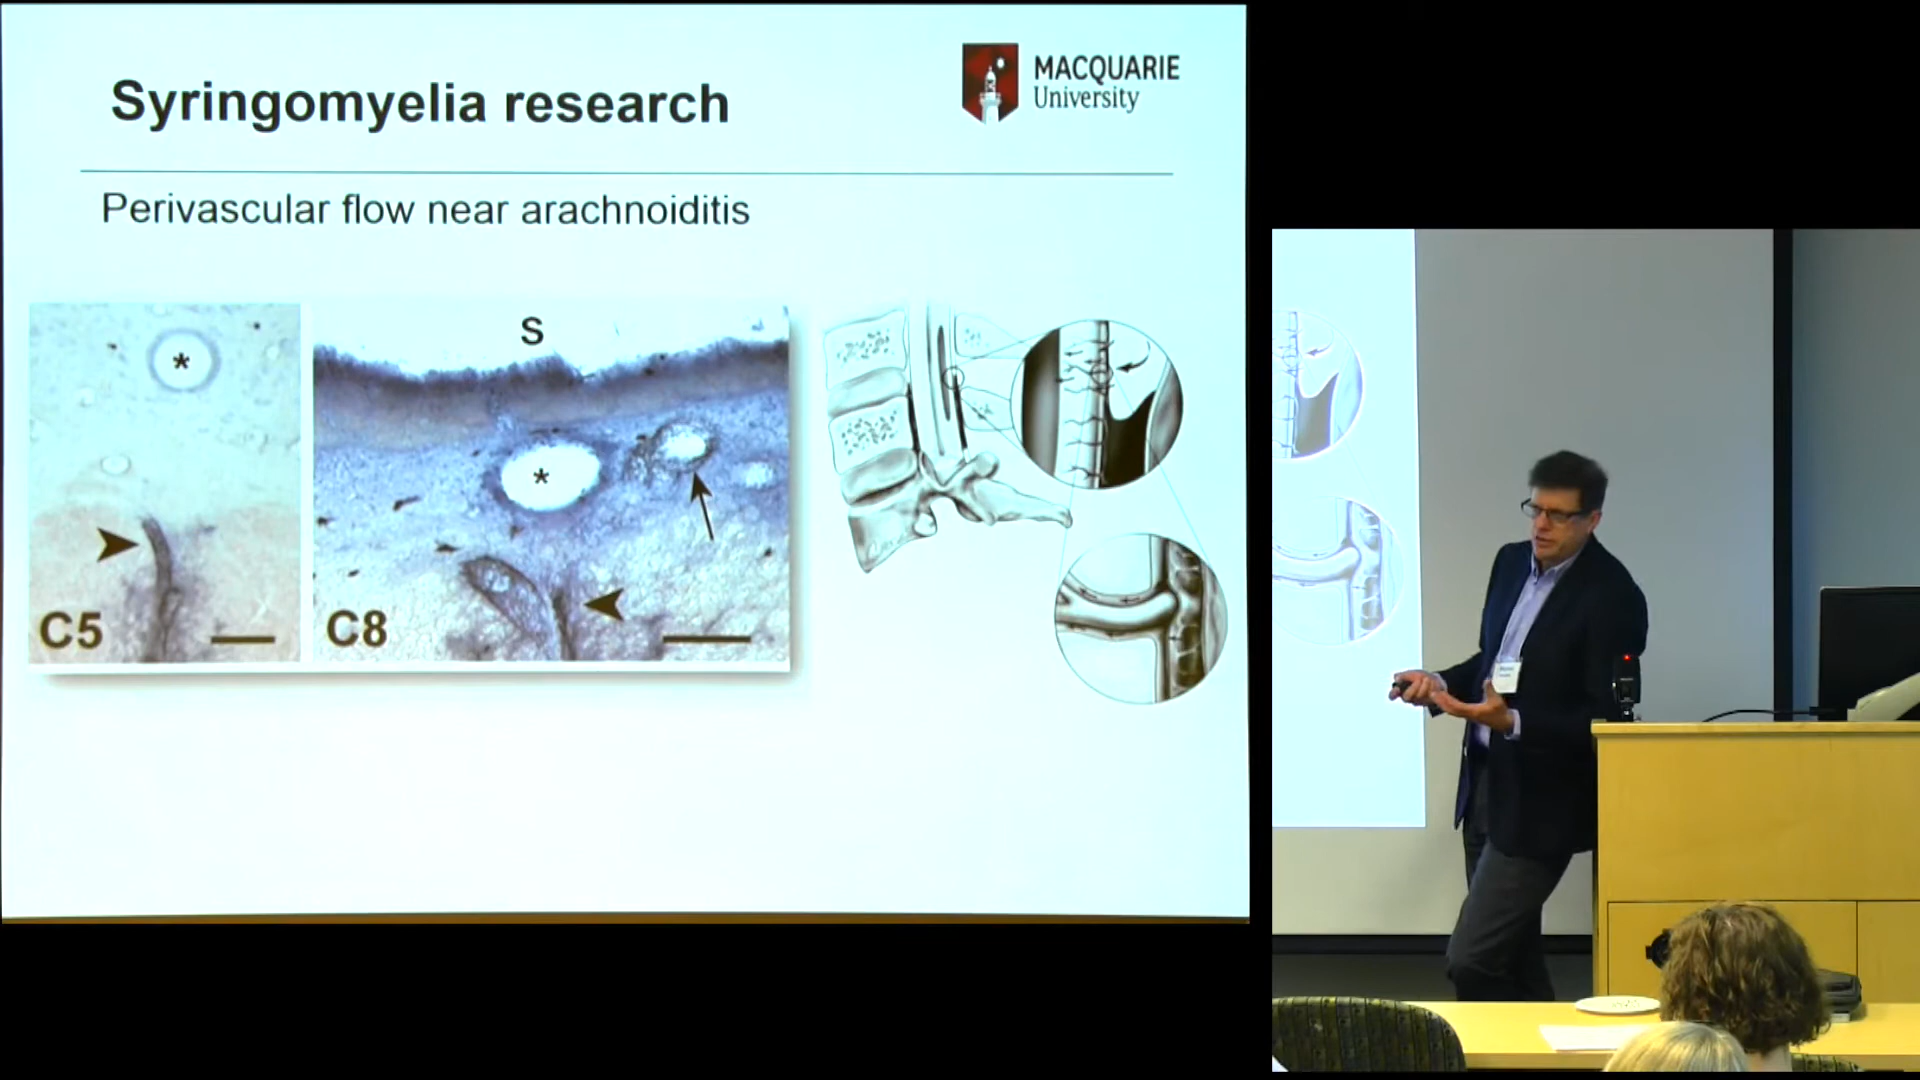 Syringomyelia research
MACQUARIE
University
Perivascular flow near arachnoiditis
*
S
*
C5
C8